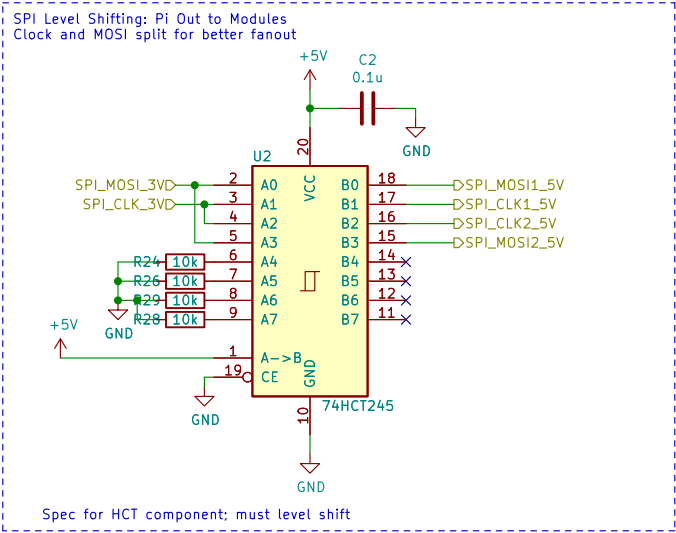 SPI Level Shifting: Pi Out to Modules
Clock and MOSI split for better fanout
+5V
C2
0.1u
GND
20
U2
VCC
SPI_MOSI_3V 2 A0 B0 18 SPI_MOSI1_5V
SPI_CLK_3V 3 A1 B1 17 SPI_CLK1_5V
4 A2 B2 16 SPI_CLK2_5V
5 A3 B3 15 SPI_MOSI2_5V
R24 10k 6 A4 B4 14
R26 10k 7 A5 B5 13
R29 10k 8 A6 B6 12
R28 10k 9 A7 B7 11
GND
+5V
1 A->B
19 CE
GND
GND
10
74HCT245
GND
Spec for HCT component; must level shift